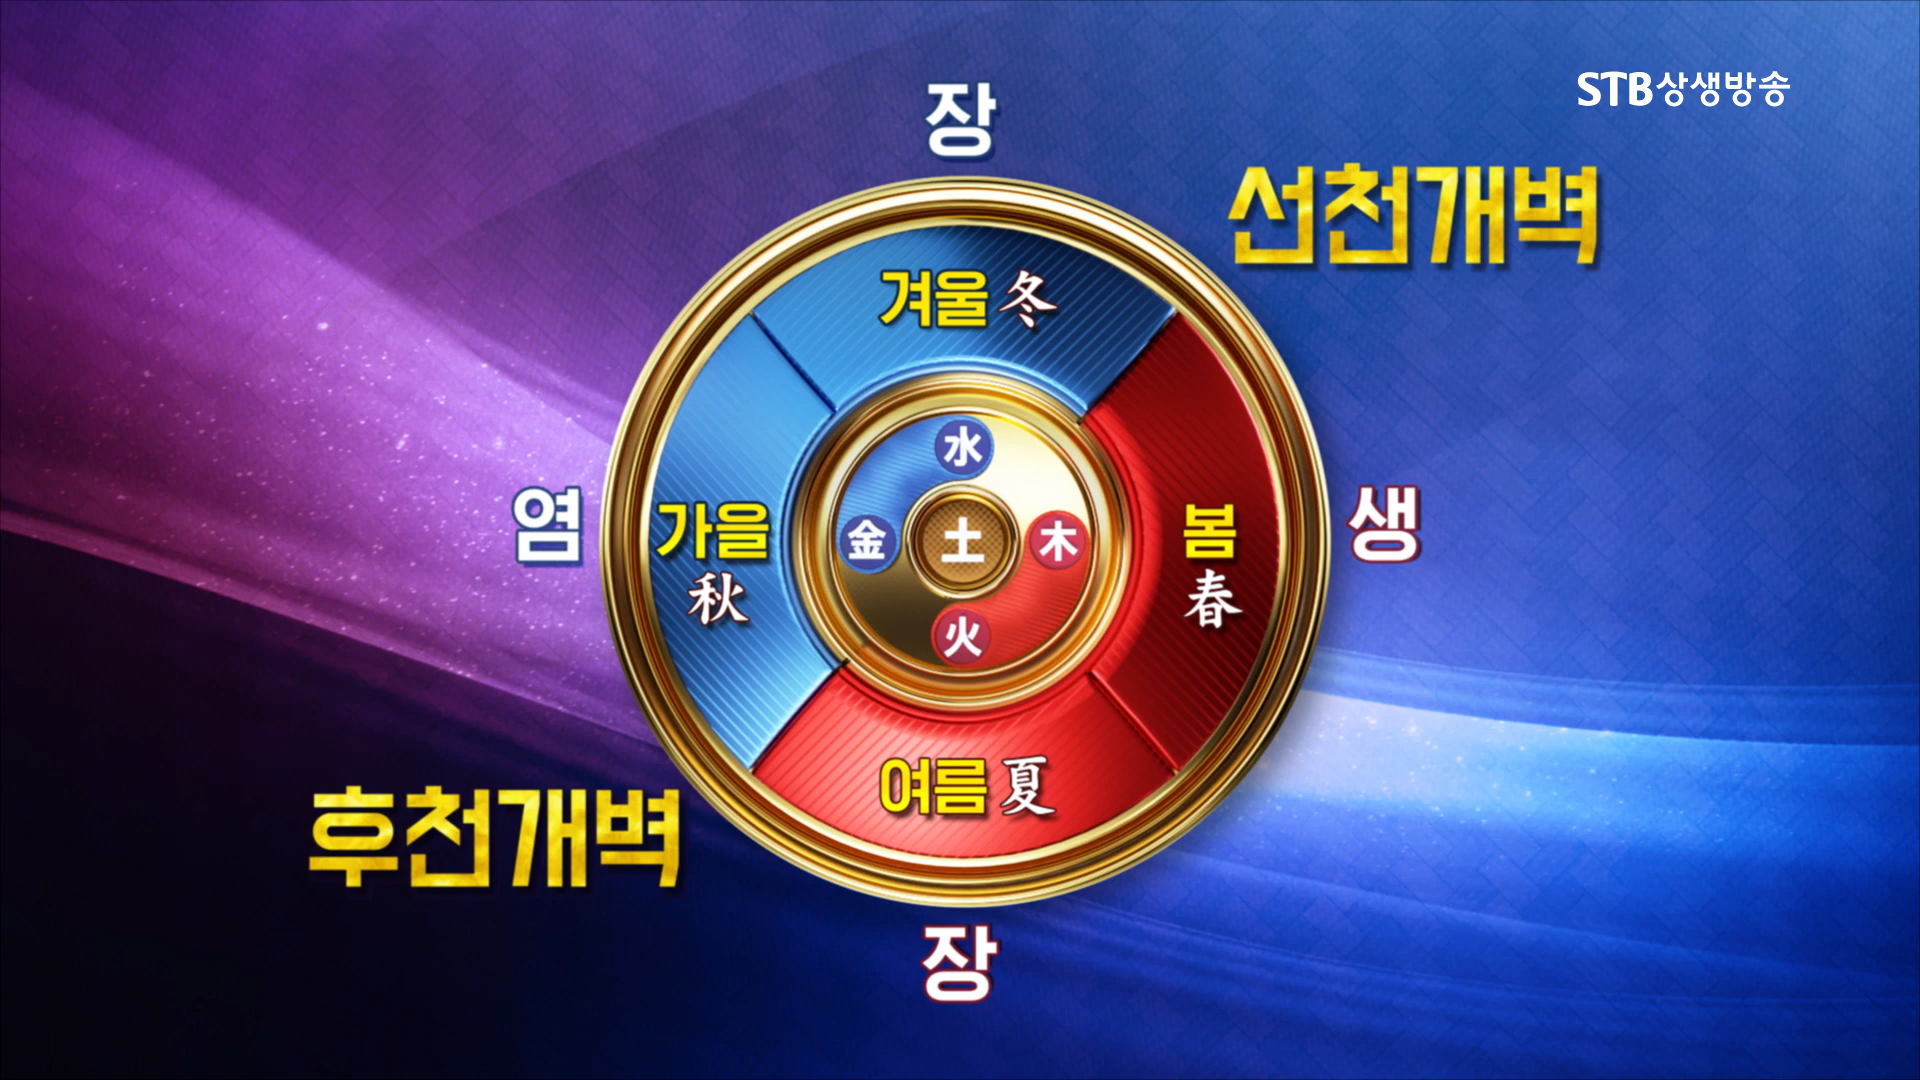 STB상생방송
장
선천개벽
겨울 冬
水
염
가을
秋
金
土
木
봄
春
생
火
여름 夏
후천개벽
장